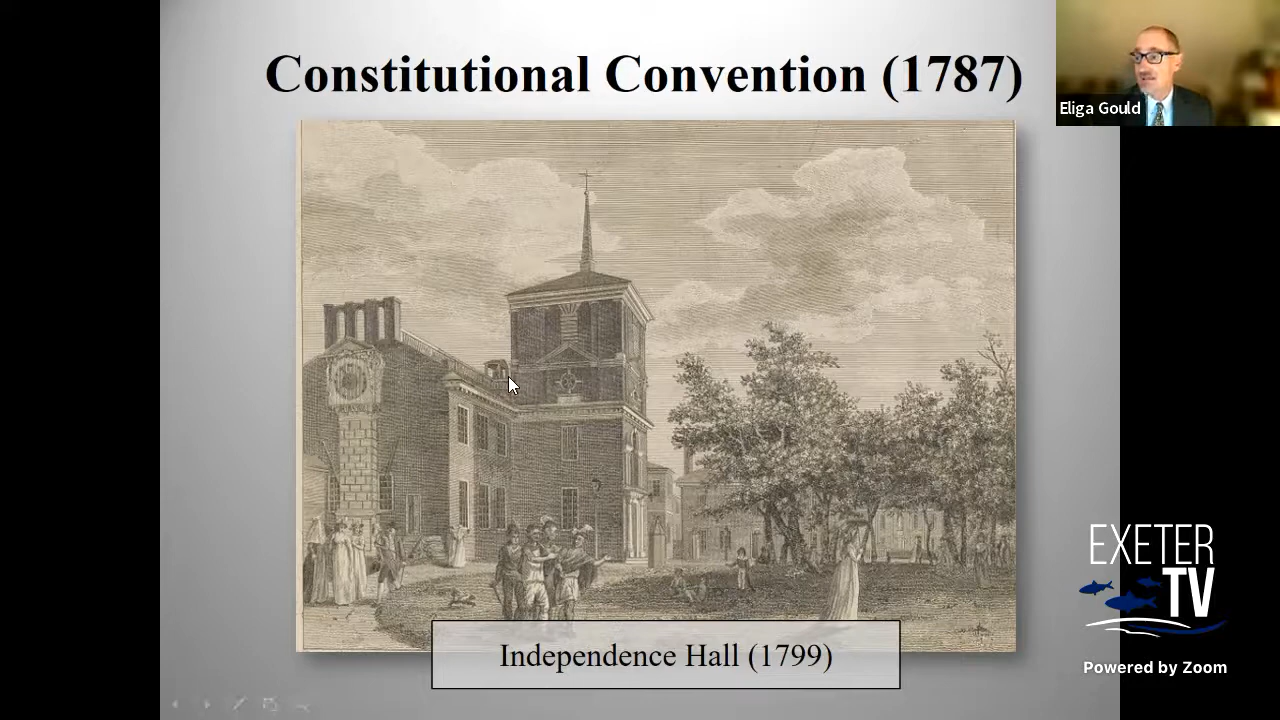 Constitutional Convention (1787)
Eliga Gould
Independence Hall (1799)
EXETER
TV
Powered by Zoom